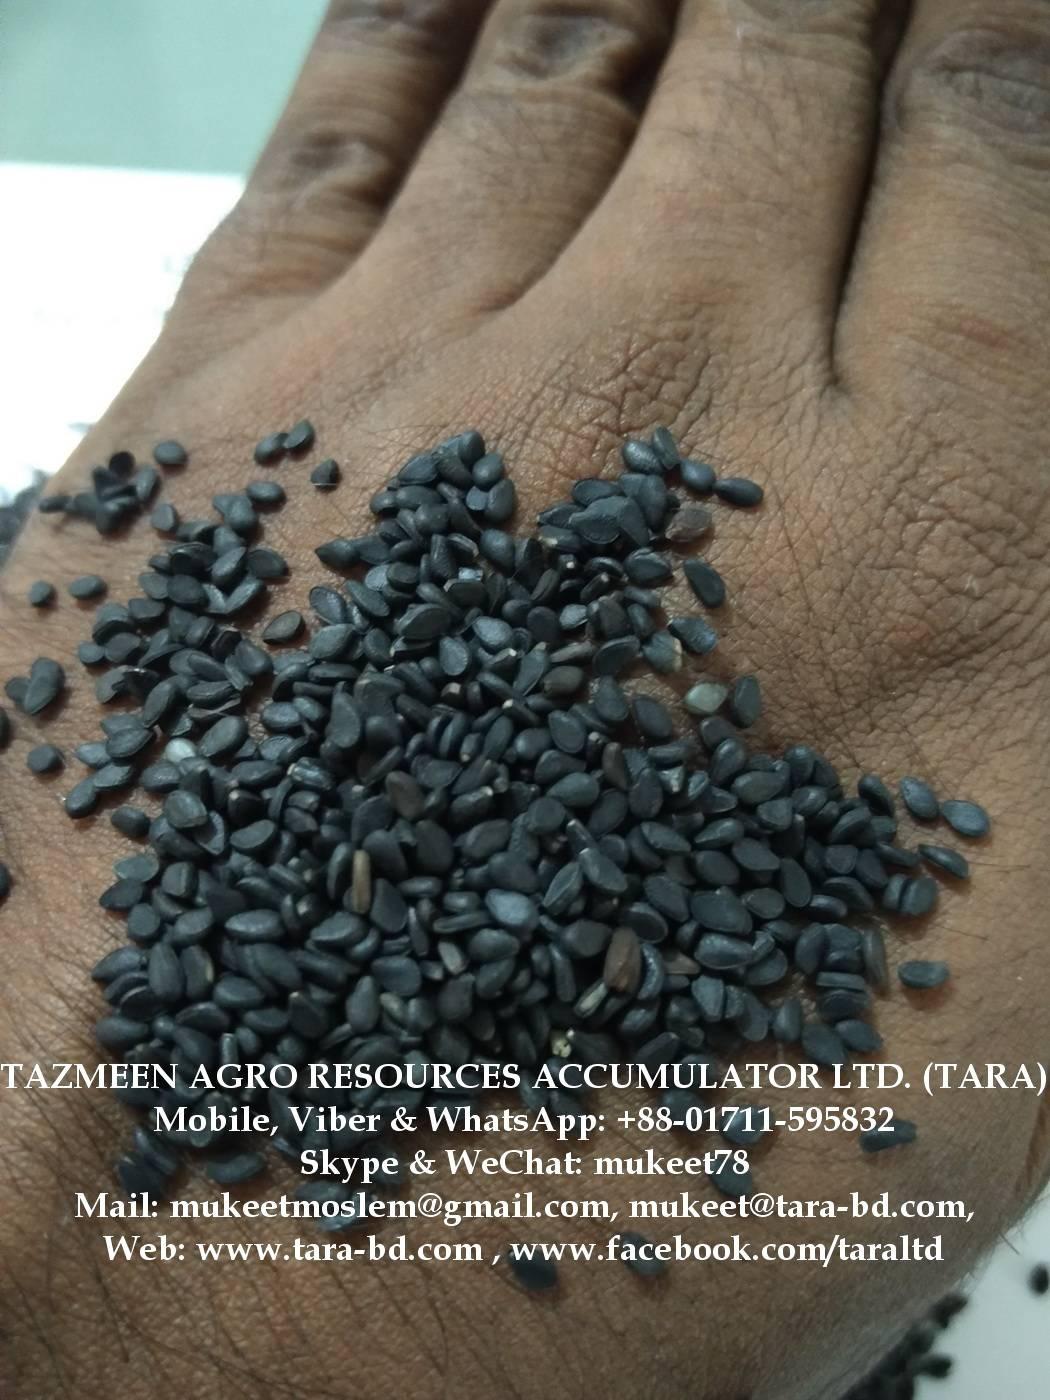 TAZMEEN AGRO RESOURCES ACCUMULATOR LTD. (TARA)
Mobile, Viber & WhatsApp: +88-01711-595832
Skype & WeChat: mukeet78
Mail: mukeetmoslem@gmail.com, mukeet@tara-bd.com,
Web: www.tara-bd.com , www.facebook.com/taraltd